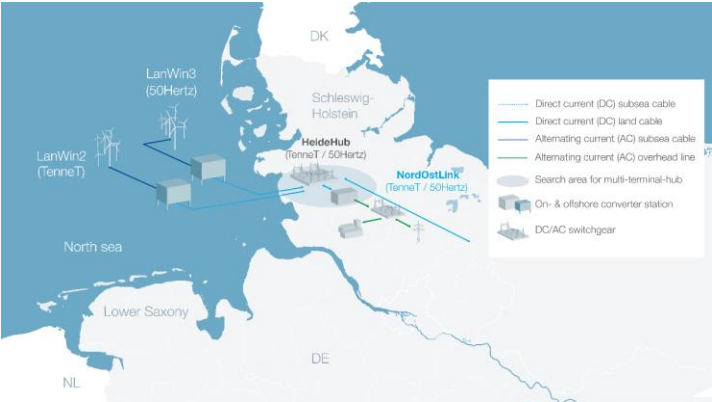 DK
LanWin3
(50Hertz)
Schleswig-
Holstein
Direct current (DC) subsea cable
Direct current (DC) land cable
Alternating current (AC) subsea cable
Alternating current (AC) overhead line
Search area for multi-terminal-hub
On- & offshore converter station
DC/AC switchgear
HeideHub
(TenneT / 50Hertz)
LanWin2
(TenneT)
NordOstLink
(TenneT / 50Hertz)
North sea
Lower Saxony
DE
NL